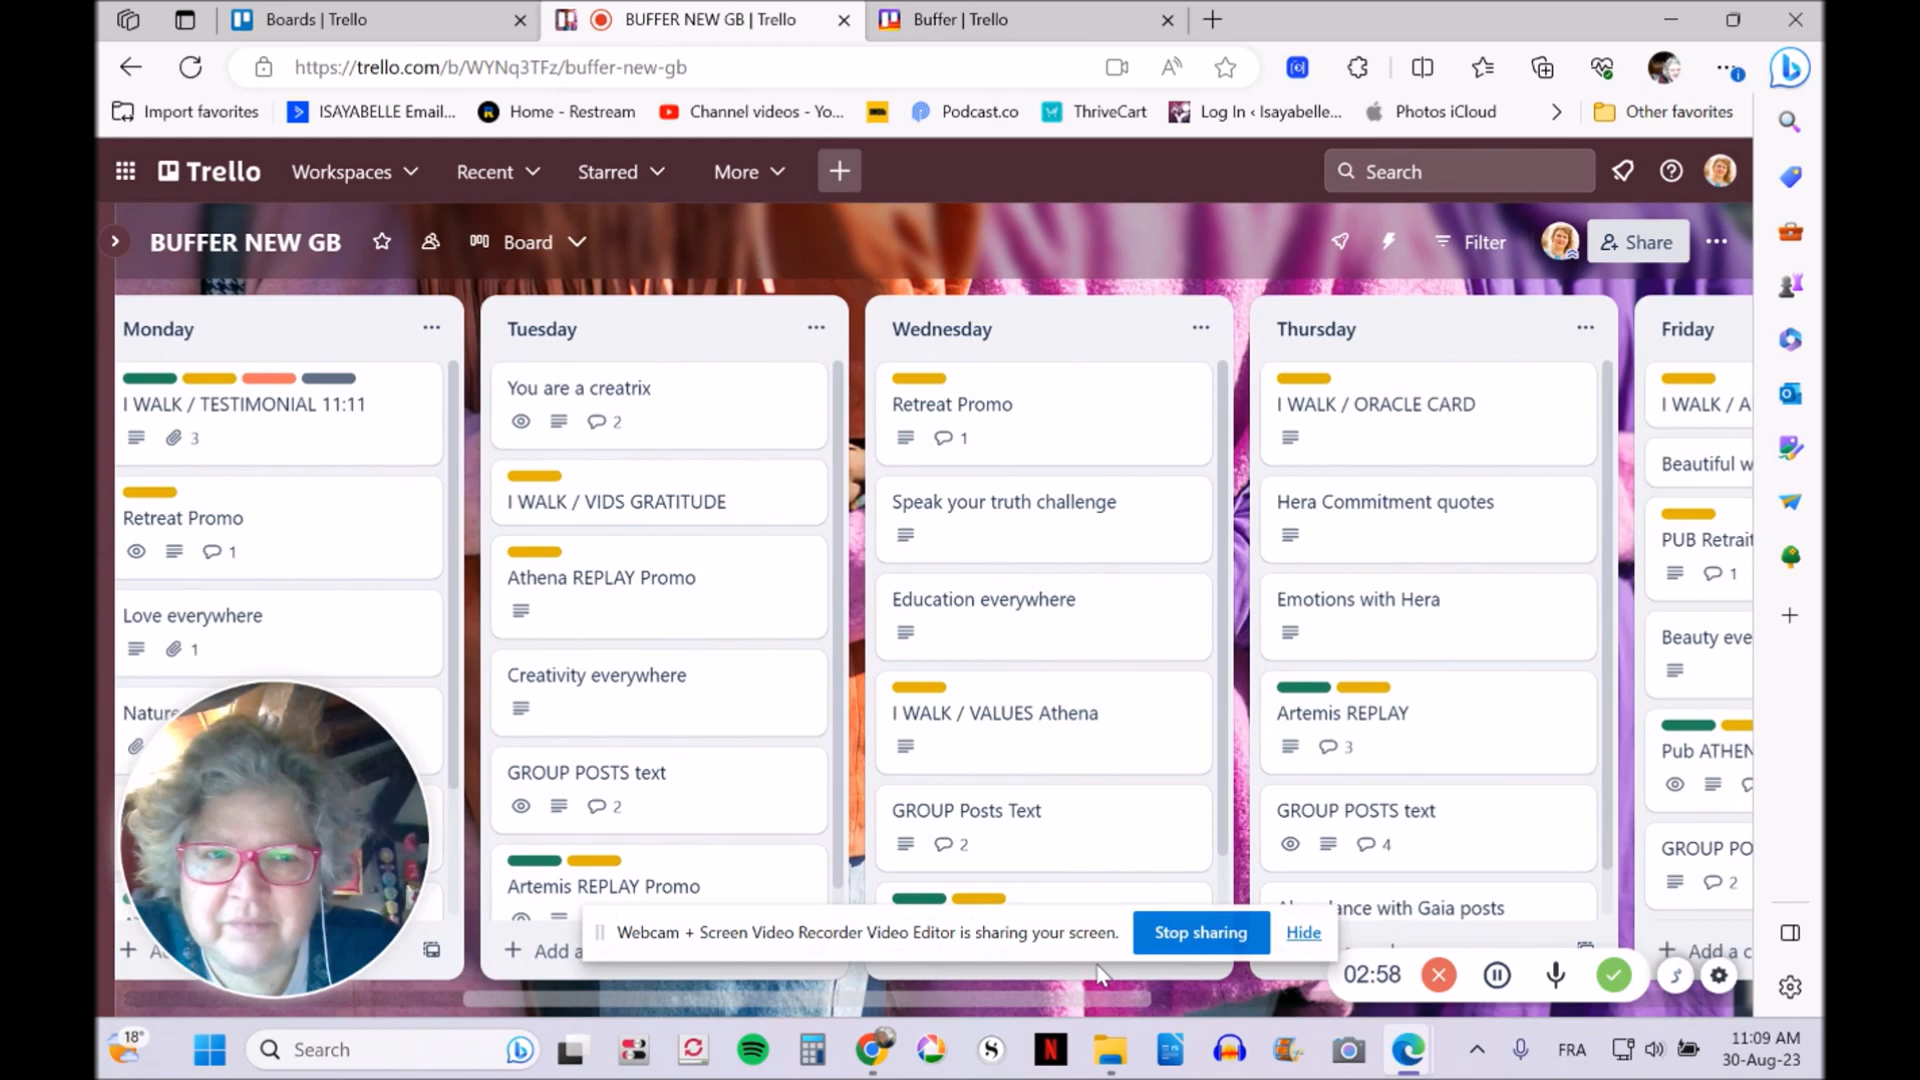 Boards | Trello
BUFFER NEW GB | Trello
Buffer | Trello
https://trello.com/b/WYNq3TFz/buffer-new-gb
Import favorites
ISAYABELLE Email...
Home - Restream
Channel videos - Yo...
Podcast.co
ThriveCart
Log In ‹ Isayabelle...
Photos iCloud
Other favorites
Trello
Workspaces
Recent
Starred
More
Search
BUFFER NEW GB
Board
Filter
Share
Monday
I WALK / TESTIMONIAL 11:11
3
Retreat Promo
1
Love everywhere
1
Nature
Tuesday
You are a creatrix
2
I WALK / VIDS GRATITUDE
Athena REPLAY Promo
Creativity everywhere
GROUP POSTS text
2
Artemis REPLAY Promo
Add a
Wednesday
Retreat Promo
1
Speak your truth challenge
Education everywhere
I WALK / VALUES Athena
GROUP Posts Text
2
Thursday
I WALK / ORACLE CARD
Hera Commitment quotes
Emotions with Hera
Artemis REPLAY
3
GROUP POSTS text
4
ance with Gaia posts
Friday
I WALK / A
Beautiful w
PUB Retrait
1
Beauty eve
Pub ATHEN
GROUP PO
2
Add a c
Webcam + Screen Video Recorder Video Editor is sharing your screen.
Stop sharing
Hide
02:58
18°
Search
FRA
11:09 AM
30-Aug-23